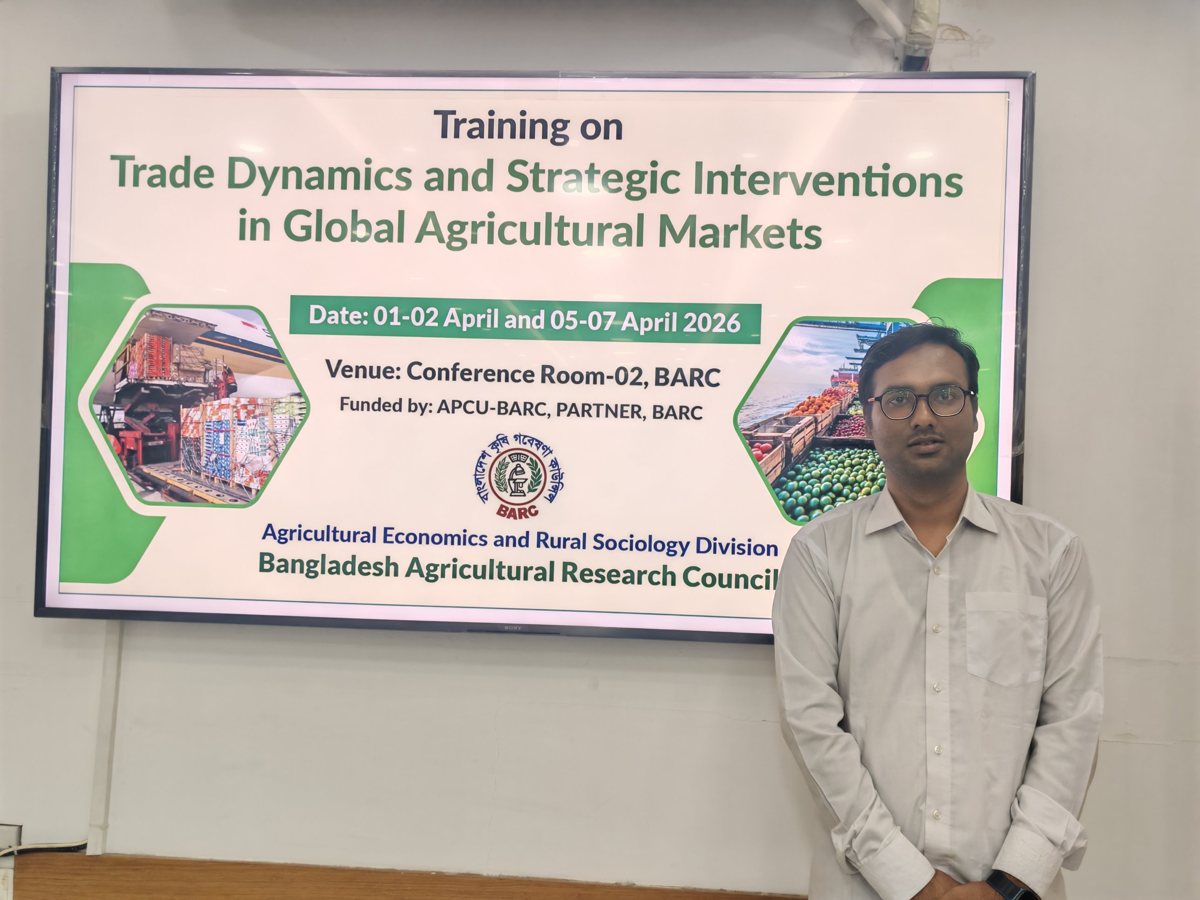 Training on
Trade Dynamics and Strategic Interventions
in Global Agricultural Markets
Date: 01-02 April and 05-07 April 2026
Venue: Conference Room-02, BARC
Funded by: APCU-BARC, PARTNER, BARC
বাংলাদেশ কৃষি গবেষণা কাউন্সিল
BARC
Agricultural Economics and Rural Sociology Division
Bangladesh Agricultural Research Council
SONY